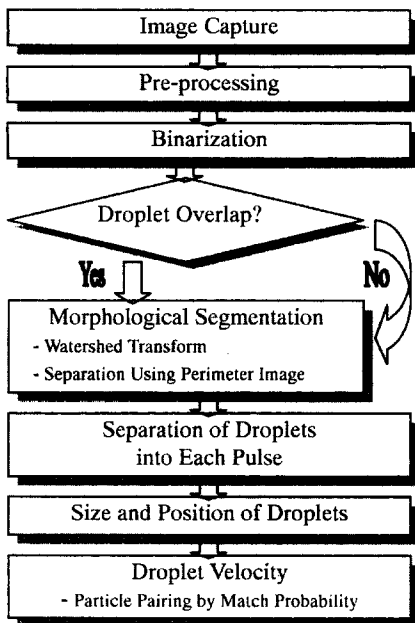 Image Capture
Pre-processing
Binarization
Droplet Overlap?
Yes
No
Morphological Segmentation
- Watershed Transform
- Separation Using Perimeter Image
Separation of Droplets
into Each Pulse
Size and Position of Droplets
Droplet Velocity
- Particle Pairing by Match Probability